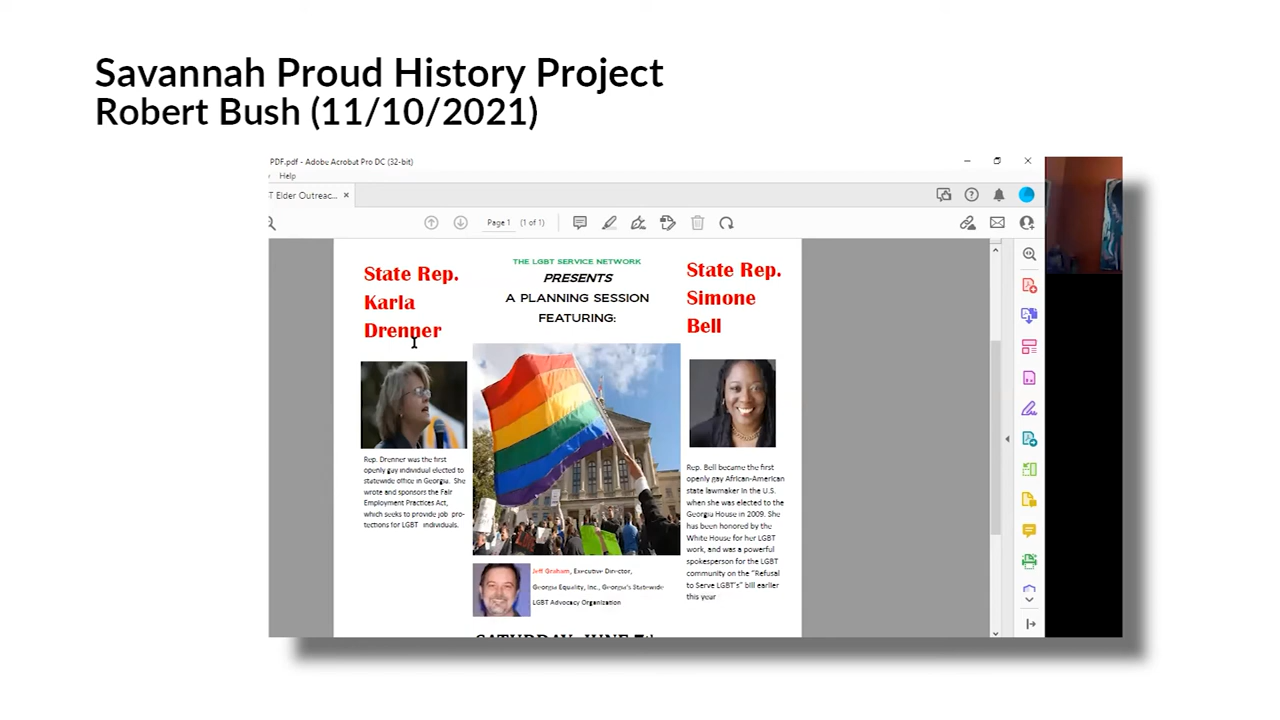 Savannah Proud History Project
Robert Bush (11/10/2021)
PDF.pdf - Adobe Acrobat Pro DC (32-bit)
Help
T Elder Outreac...
Page 1 (1 of 1)
State Rep.
Karla
Drenner
THE LGBT SERVICE NETWORK
PRESENTS
A PLANNING SESSION
FEATURING:
State Rep.
Simone
Bell
Rep. Drenner was the first
openly gay individual elected to
statewide office in Georgia. She
wrote and sponsors the Fair
Employment Practices Act,
which seeks to provide job pro-
tections for LGBT individuals.
Rep. Bell became the first
openly gay African-American
state lawmaker in the U.S.
when she was elected to the
Georgia House in 2009. She
has been honored by the
White House for her LGBT
work, and was a powerful
spokesperson for the LGBT
community on the "Refusal
to Serve LGBT's" bill earlier
this year
Jeff Graham, Executive Director,
Georgia Equality, Inc., Georgia's Statewide
LGBT Advocacy Organization
SATURDAY, JUNE 7th